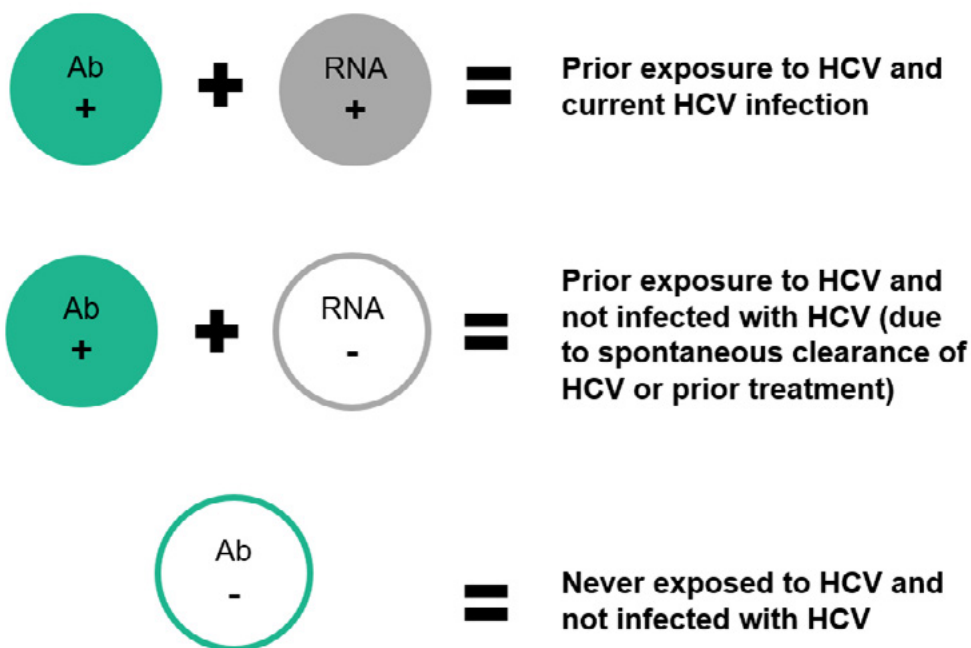 Ab
+
+
RNA
+
=
Prior exposure to HCV and
current HCV infection
Ab
+
+
RNA
-
=
Prior exposure to HCV and
not infected with HCV (due
to spontaneous clearance of
HCV or prior treatment)
Ab
-
=
Never exposed to HCV and
not infected with HCV